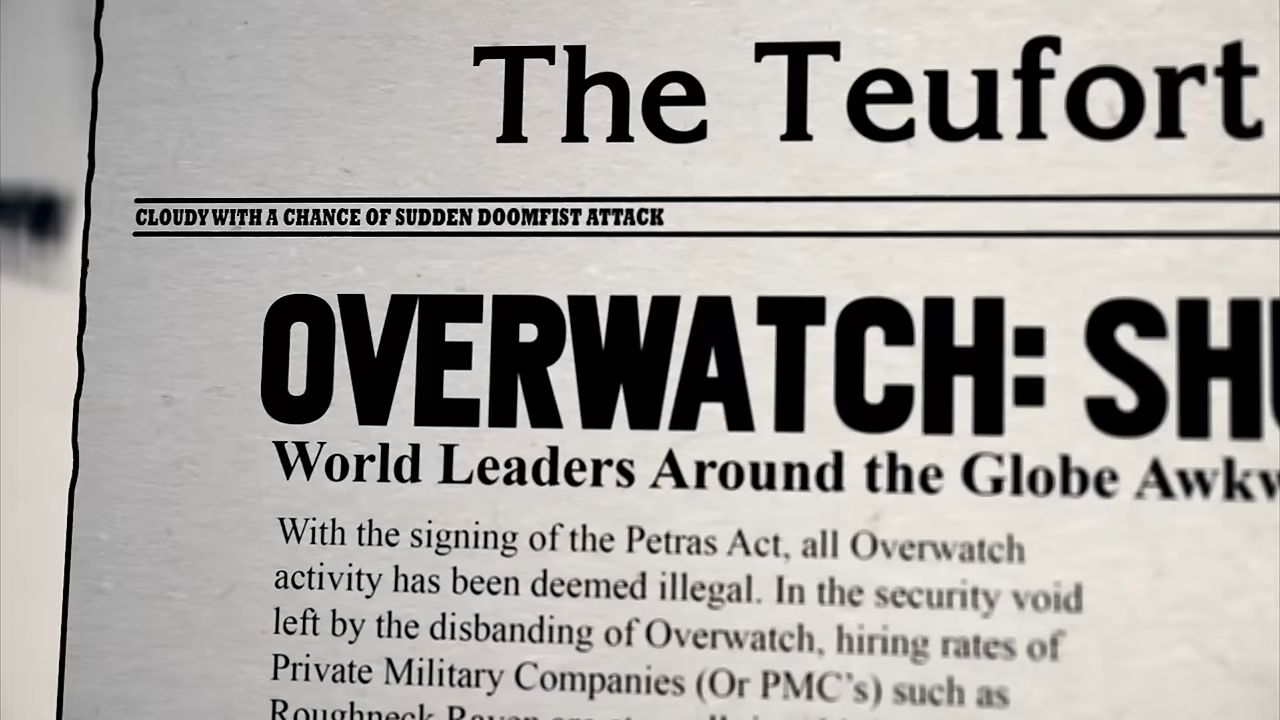 The Teufort
CLOUDY WITH A CHANCE OF SUDDEN DOOMFIST ATTACK
OVERWATCH: SH
World Leaders Around the Globe Awkw
With the signing of the Petras Act, all Overwatch
activity has been deemed illegal. In the security void
left by the disbanding of Overwatch, hiring rates of
Private Military Companies (Or PMC's) such as
Roughneck